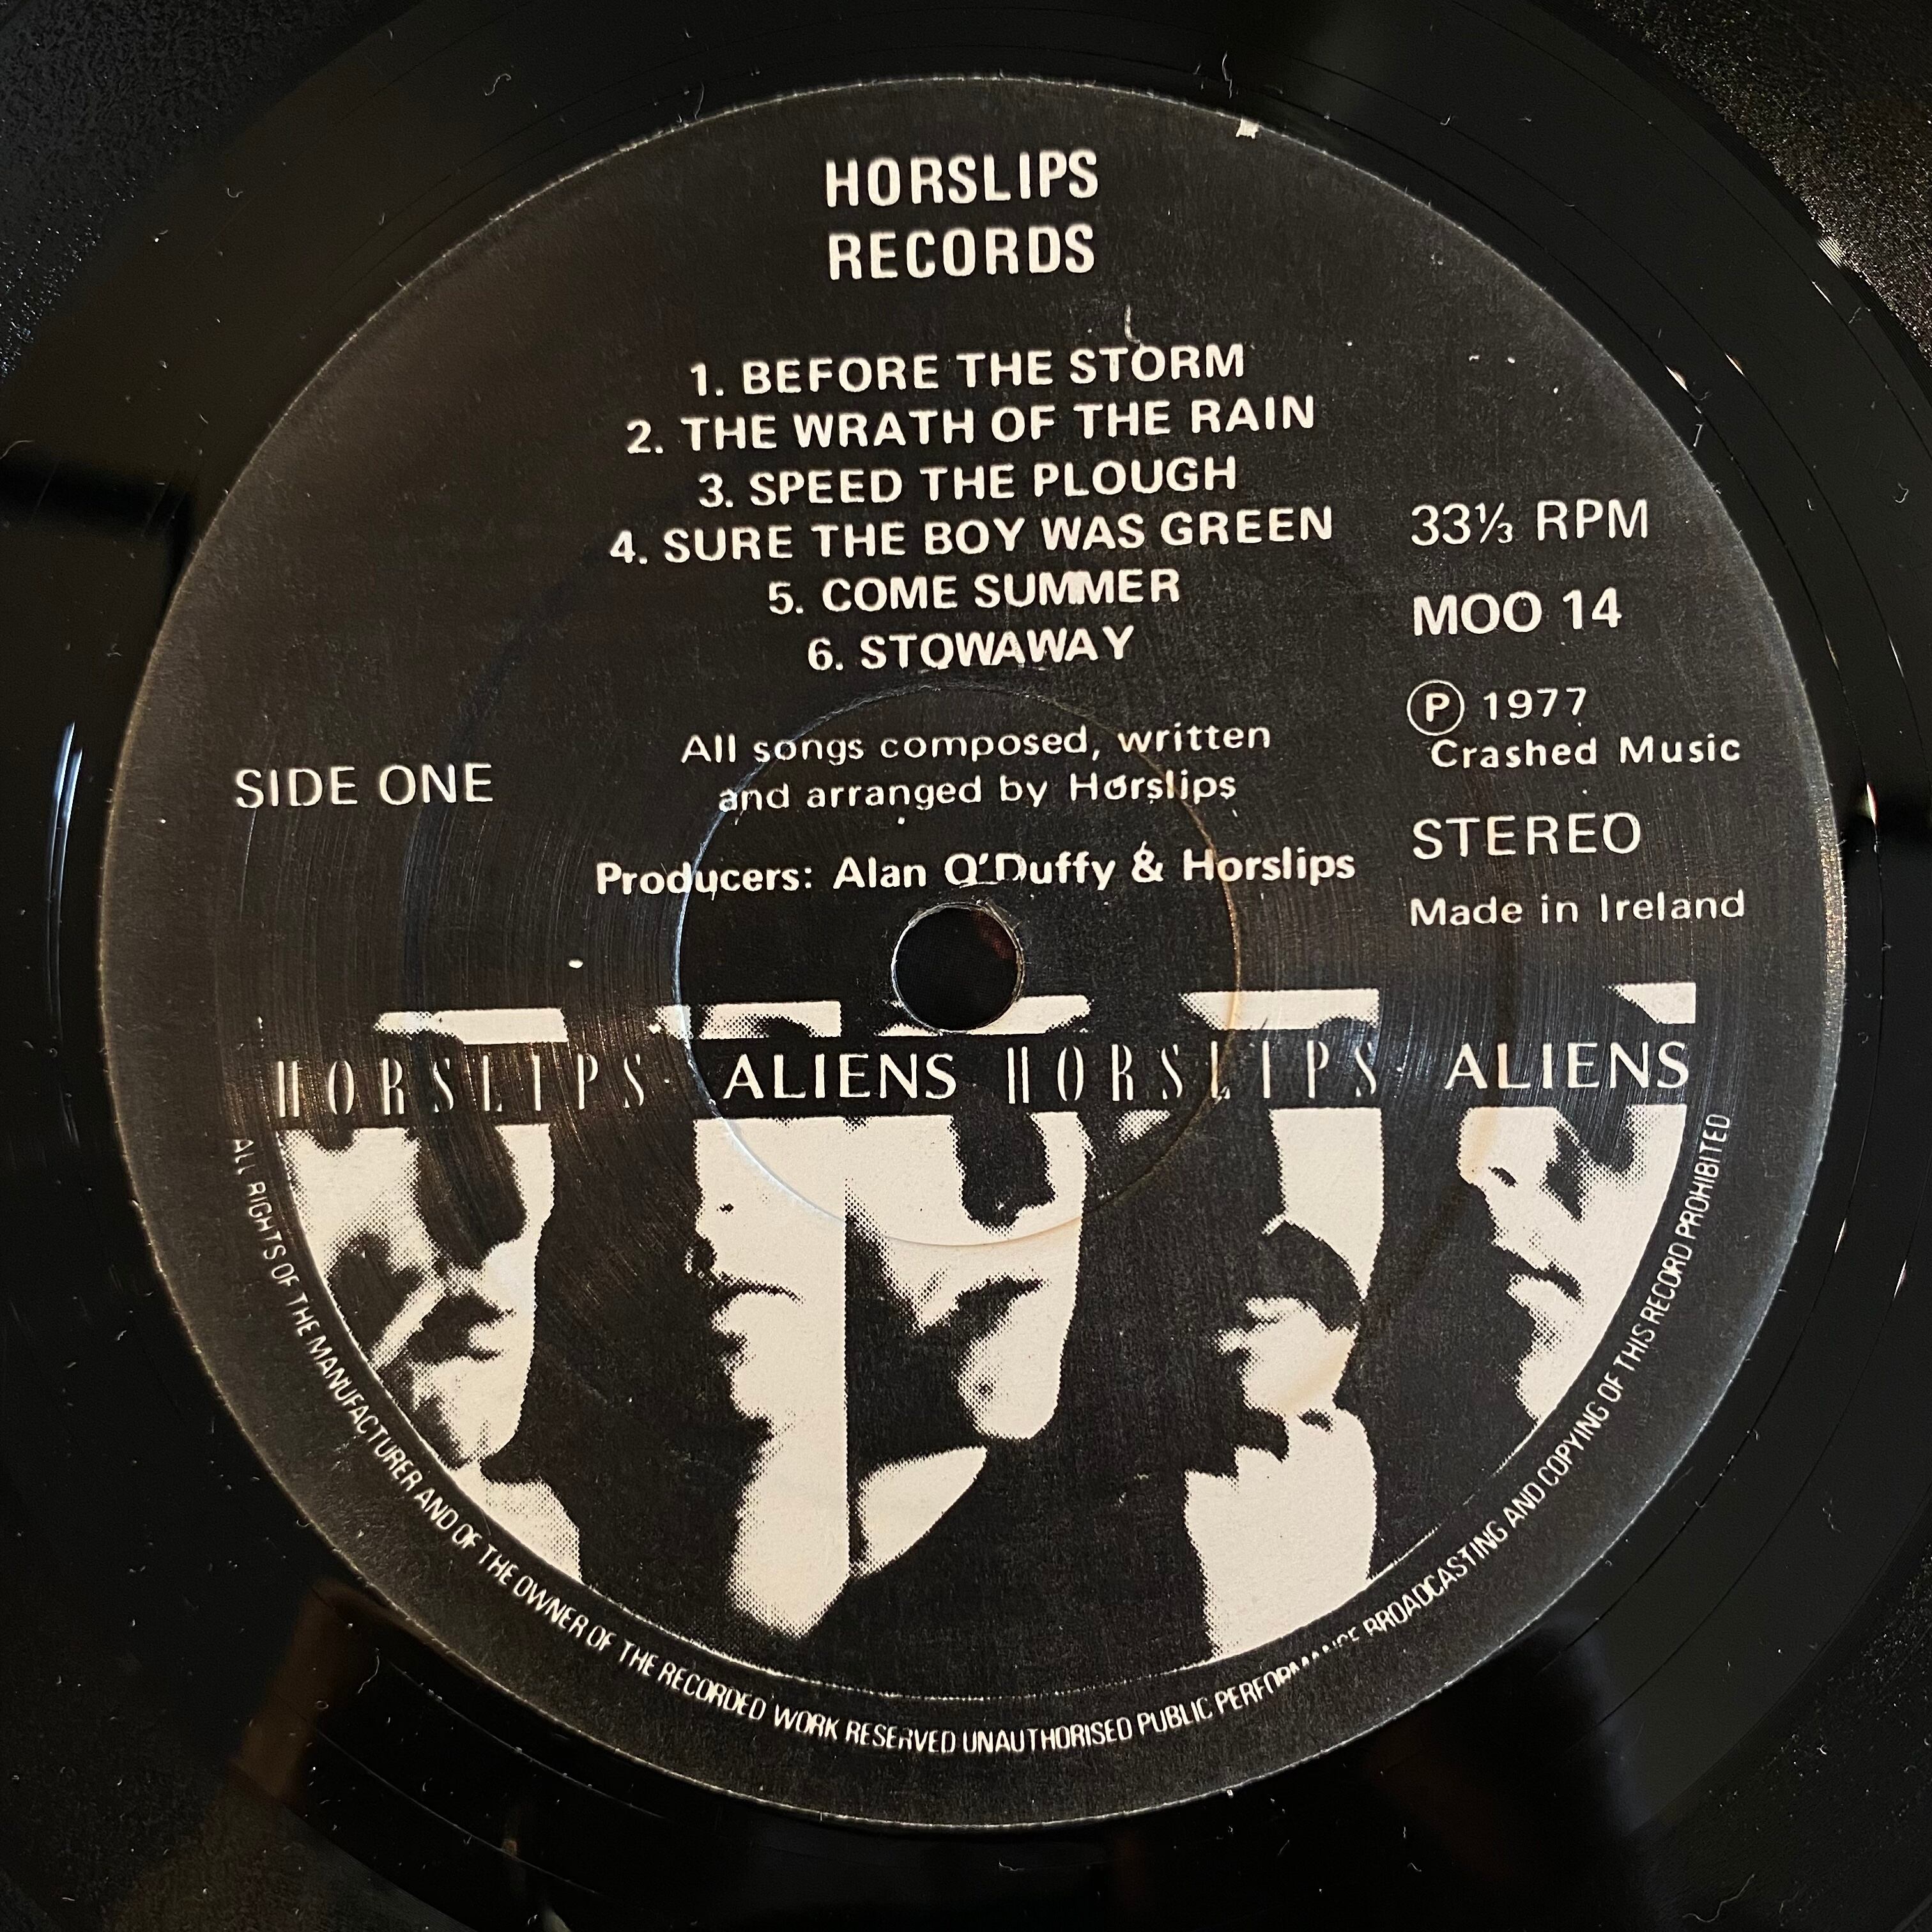 HORSLIPS
RECORDS
1. BEFORE THE STORM
2. THE WRATH OF THE RAIN
3. SPEED THE PLOUGH
4. SURE THE BOY WAS GREEN
5. COME SUMMER
6. STOWAWAY
33⅓ RPM
MOO 14
Ⓟ 1977
Crashed Music
STEREO
Made in Ireland
SIDE ONE
All songs composed, written
and arranged by Horslips
Producers: Alan O'Duffy & Horslips
HORSLIPS · ALIENS HORSLIPS · ALIENS
ALL RIGHTS OF THE MANUFACTURER AND OF THE OWNER OF THE RECORDED WORK RESERVED UNAUTHORISED PUBLIC PERFORMANCE BROADCASTING AND COPYING OF THIS RECORD PROHIBITED